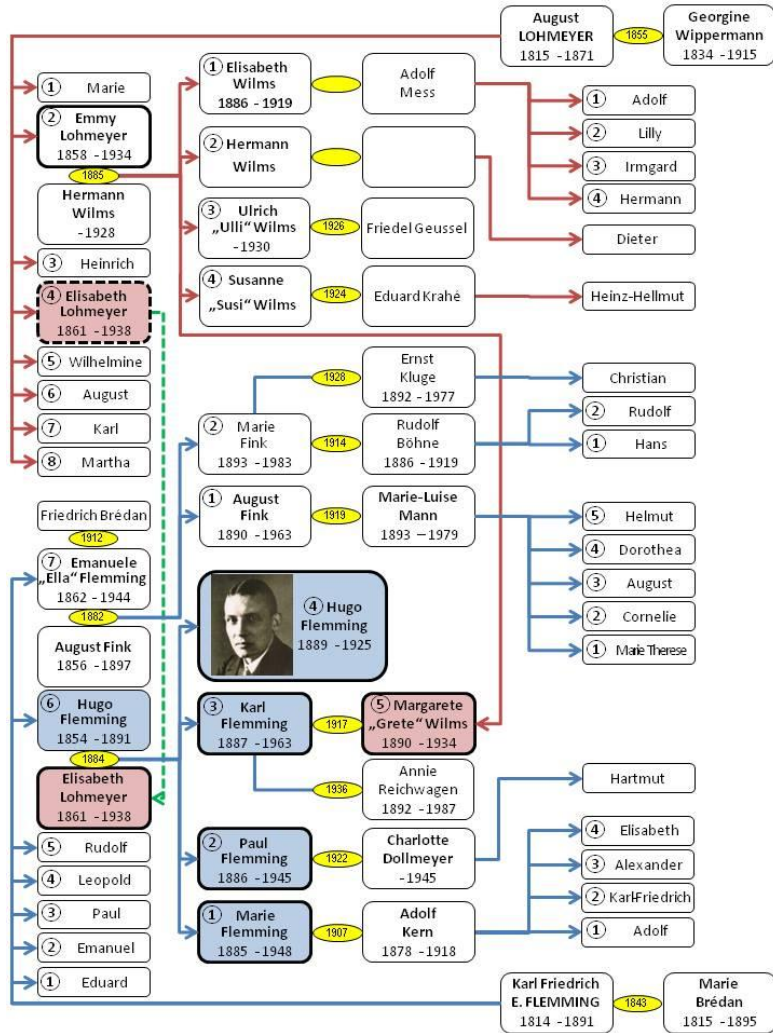 August
LOHMEYER
1815 -1871
1855
Georgine
Wippermann
1834 -1915
① Marie
② Emmy
Lohmeyer
1858 -1934
1885
Hermann
Wilms
-1928
③ Heinrich
④ Elisabeth
Lohmeyer
1861 -1938
⑤ Wilhelmine
⑥ August
⑦ Karl
⑧ Martha
① Elisabeth
Wilms
1886 -1919
Adolf
Mess
② Hermann
Wilms
③ Ulrich
„Ulli“ Wilms
-1930
1926
Friedel Geussel
④ Susanne
„Susi“ Wilms
1924
Eduard Krahé
① Adolf
② Lilly
③ Irmgard
④ Hermann
Dieter
Heinz-Hellmut
1928
Ernst
Kluge
1892 -1977
Christian
② Marie
Fink
1893 -1983
1914
Rudolf
Böhne
1886 -1919
② Rudolf
① Hans
① August
Fink
1890 -1963
1919
Marie-Luise
Mann
1893 –1979
⑤ Helmut
④ Dorothea
③ August
② Cornelie
① Marie Therese
Friedrich Brédan
1912
⑦ Emanuele
„Ella“ Flemming
1862 -1944
1882
August Fink
1856 -1897
⑥ Hugo
Flemming
1854 -1891
1884
Elisabeth
Lohmeyer
1861 -1938
⑤ Rudolf
④ Leopold
③ Paul
② Emanuel
① Eduard
④ Hugo
Flemming
1889 -1925
③ Karl
Flemming
1887 -1963
1917
⑤ Margarete
„Grete“ Wilms
1890 -1934
1936
Annie
Reichwagen
1892 -1987
② Paul
Flemming
1886 -1945
1922
Charlotte
Dollmeyer
-1945
Hartmut
① Marie
Flemming
1885 -1948
1907
Adolf
Kern
1878 -1918
④ Elisabeth
③ Alexander
② Karl-Friedrich
① Adolf
Karl Friedrich
E. FLEMMING
1814 -1891
1843
Marie
Brédan
1815 -1895